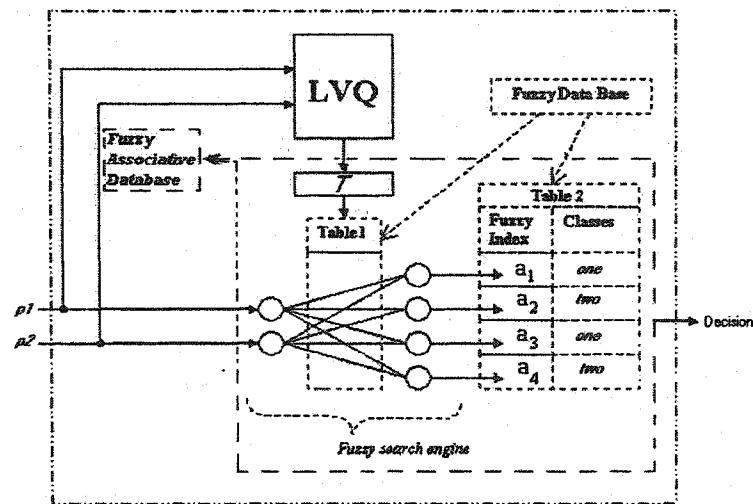 LVQ
Fuzzy Data Base
Fuzzy
Associative
Database
T
Table 1
Table 2
Fuzzy
Index
Classes
a1
one
a2
two
a3
one
a4
two
p1
p2
Decision
Fuzzy search engine